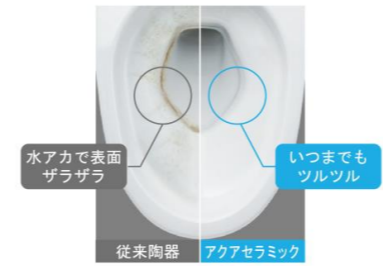 水アカで表面
ザラザラ
いつまでも
ツルツル
従来陶器
アクアセラミック